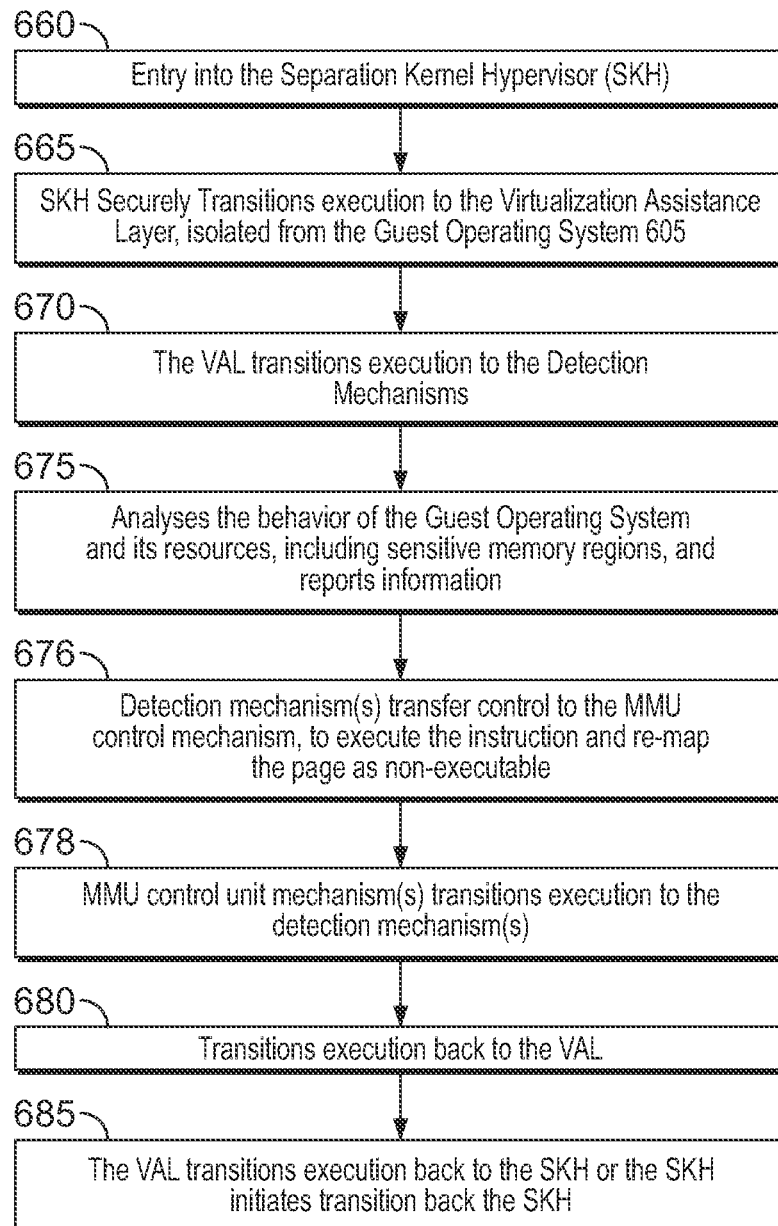 660
Entry into the Separation Kernel Hypervisor (SKH)
665
SKH Securely Transitions execution to the Virtualization Assistance
Layer, isolated from the Guest Operating System 605
670
The VAL transitions execution to the Detection
Mechanisms
675
Analyses the behavior of the Guest Operating System
and its resources, including sensitive memory regions, and
reports information
676
Detection mechanism(s) transfer control to the MMU
control mechanism, to execute the instruction and re-map
the page as non-executable
678
MMU control unit mechanism(s) transitions execution to the
detection mechanism(s)
680
Transitions execution back to the VAL
685
The VAL transitions execution back to the SKH or the SKH
initiates transition back the SKH